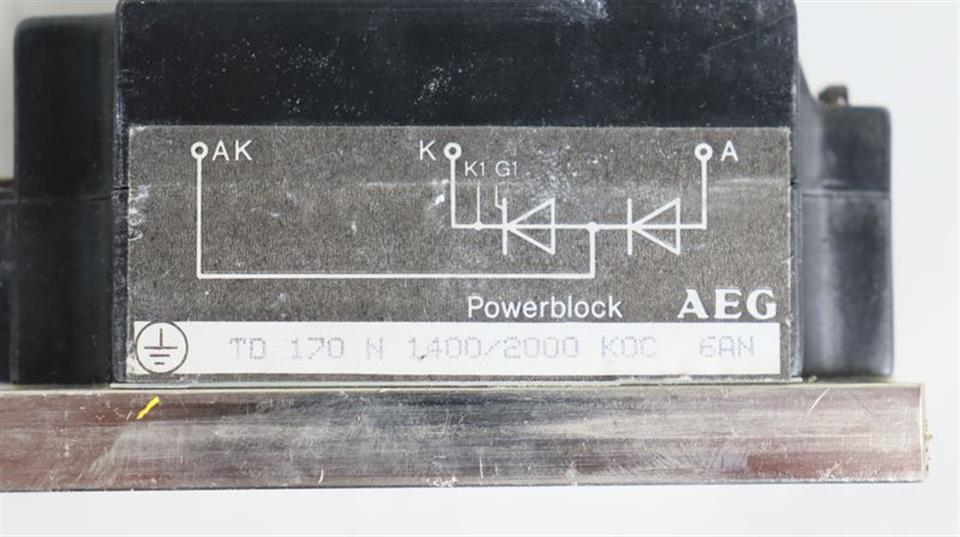 AK K A
K1 G1
Powerblock AEG
TD 170 N 1400/2000 KOC 6AN